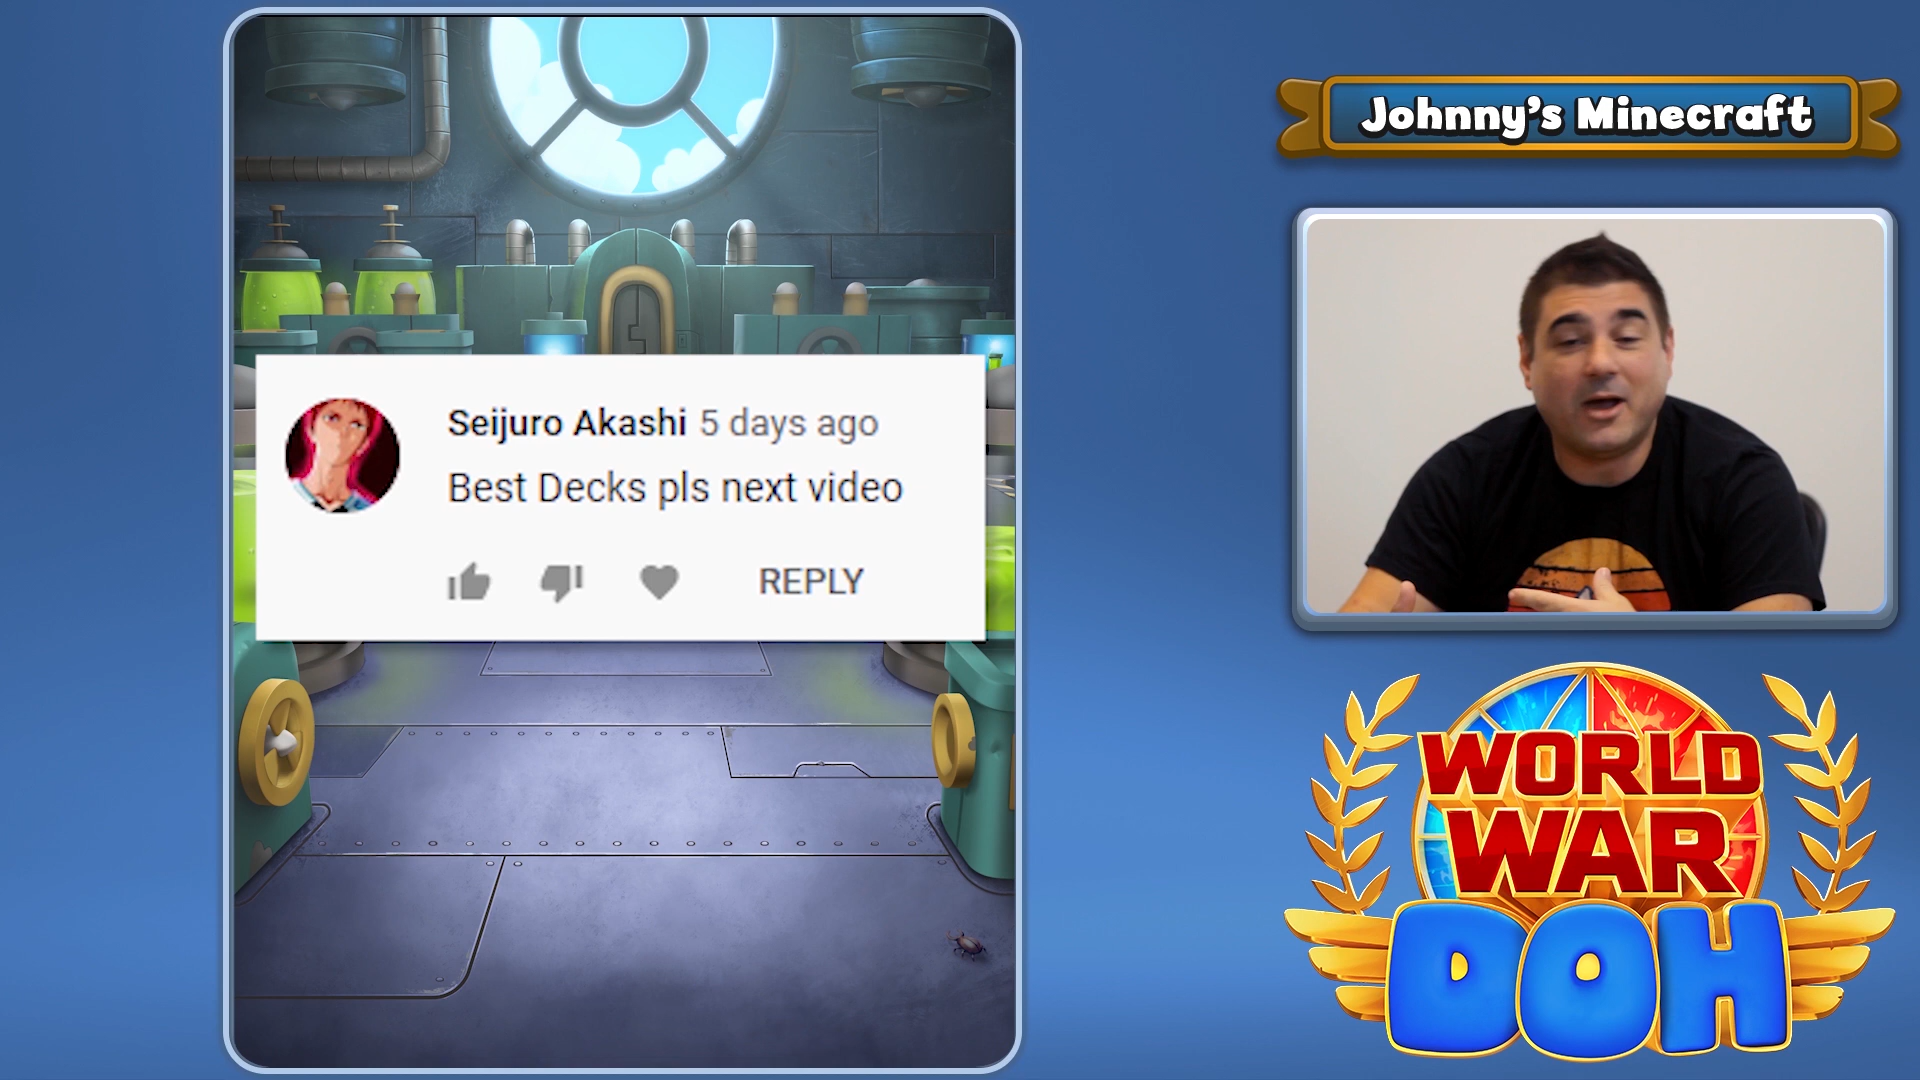 Johnny's Minecraft
Seijuro Akashi 5 days ago
Best Decks pls next video
REPLY
WORLD
WAR
DOH